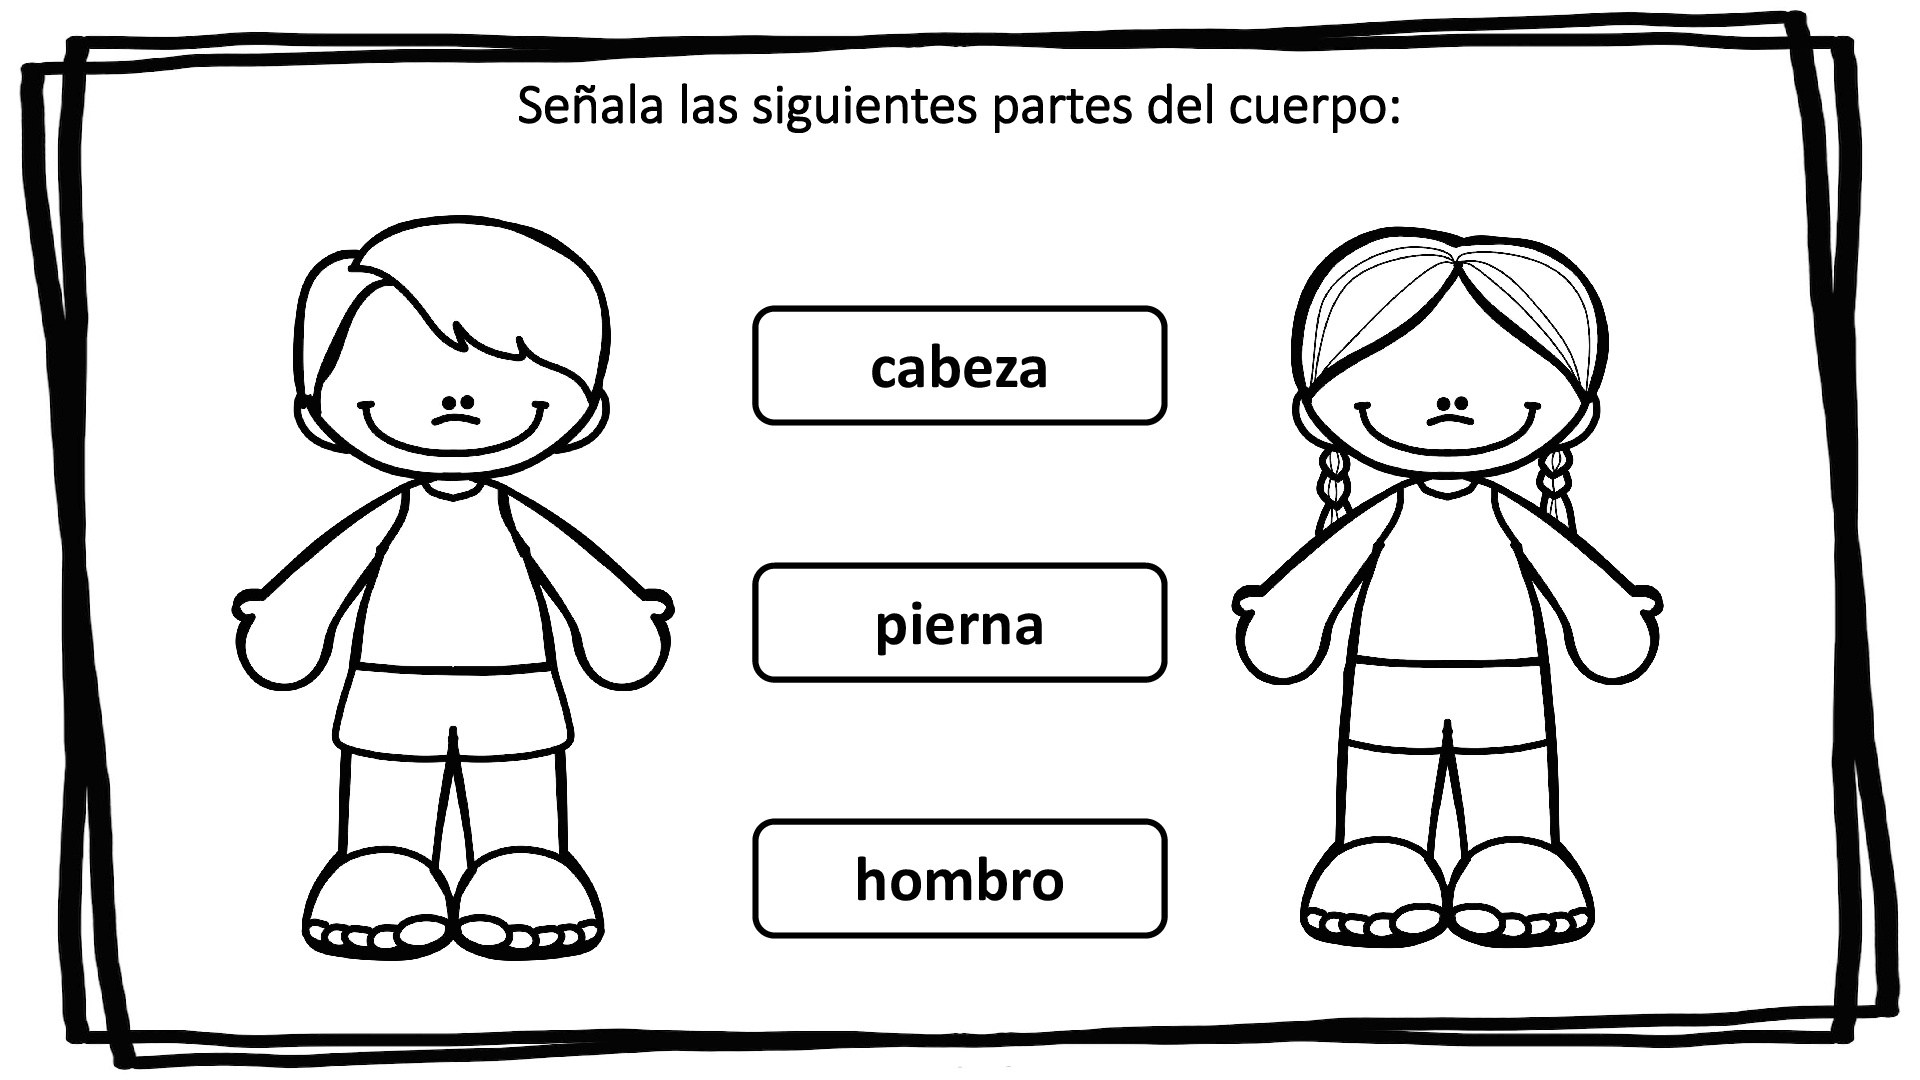 Señala las siguientes partes del cuerpo:
cabeza
pierna
hombro